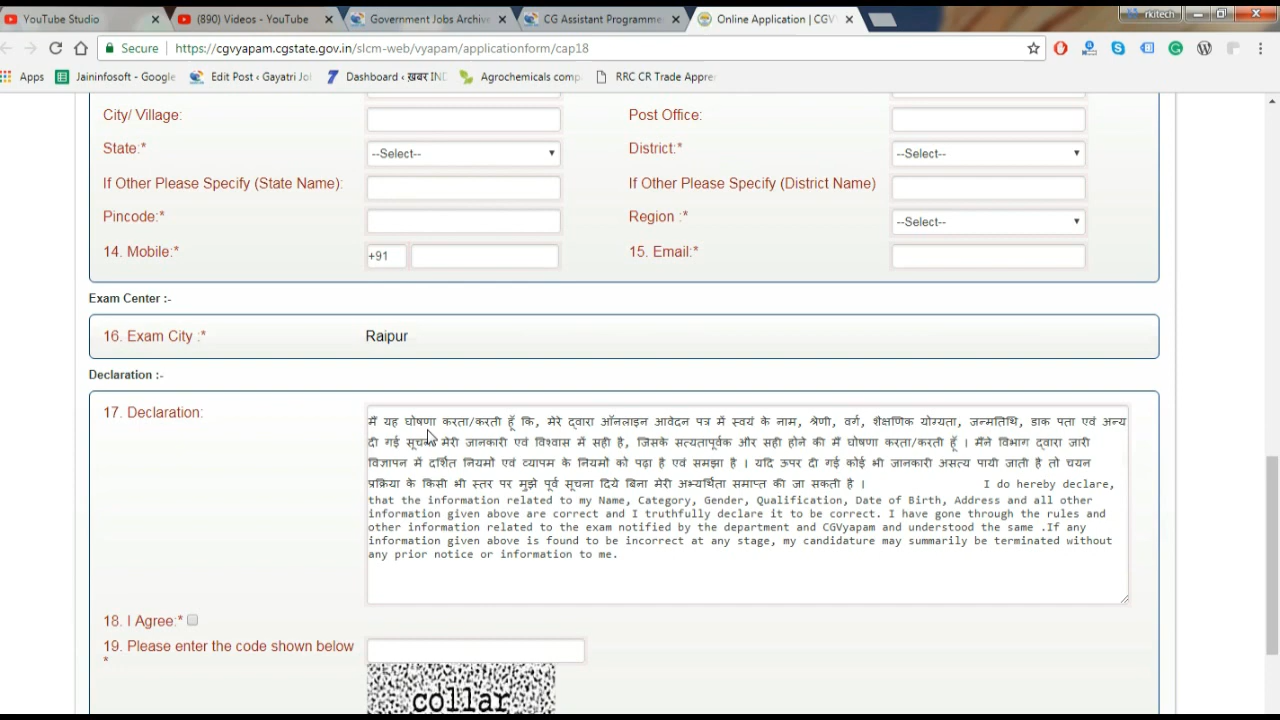 YouTube Studio
(890) Videos - YouTube
Government Jobs Archive
CG Assistant Programme
Online Application | CGV
rkitech
Secure
https://cgvyapam.cgstate.gov.in/slcm-web/vyapam/applicationform/cap18
Apps
Jaininfosoft - Google
Edit Post ‹ Gayatri Jo
Dashboard ‹ ख़बर IND
Agrochemicals comp
RRC CR Trade Appre
City/ Village:
Post Office:
State:*
--Select--
District:*
--Select--
If Other Please Specify (State Name):
If Other Please Specify (District Name)
Pincode:*
Region :*
--Select--
14. Mobile:*
+91
15. Email:*
Exam Center :-
16. Exam City :*
Raipur
Declaration :-
17. Declaration:
मैं यह घोषणा करता/करती हूँ कि, मेरे द्वारा ऑनलाइन आवेदन पत्र में स्वयं के नाम, श्रेणी, वर्ग, शैक्षणिक योग्यता, जन्मतिथि, डाक पता एवं अन्य
दी गई सूचना मेरी जानकारी एवं विश्वास में सही है, जिसके सत्यतापूर्वक और सही होने की मैं घोषणा करता/करती हूँ । मैंने विभाग द्वारा जारी
विज्ञापन में दर्शित नियमों एवं व्यापम के नियमों को पढ़ा है एवं समझा है । यदि ऊपर दी गई कोई भी जानकारी असत्य पायी जाती है तो चयन
प्रक्रिया के किसी भी स्तर पर मुझे पूर्व सूचना दिये बिना मेरी अभ्यर्थिता समाप्त की जा सकती है । I do hereby declare,
that the information related to my Name, Category, Gender, Qualification, Date of Birth, Address and all other
information given above are correct and I truthfully declare it to be correct. I have gone through the rules and
other information related to the exam notified by the department and CGVyapam and understood the same .If any
information given above is found to be incorrect at any stage, my candidature may summarily be terminated without
any prior notice or information to me.
18. I Agree:*
19. Please enter the code shown below
*
collar